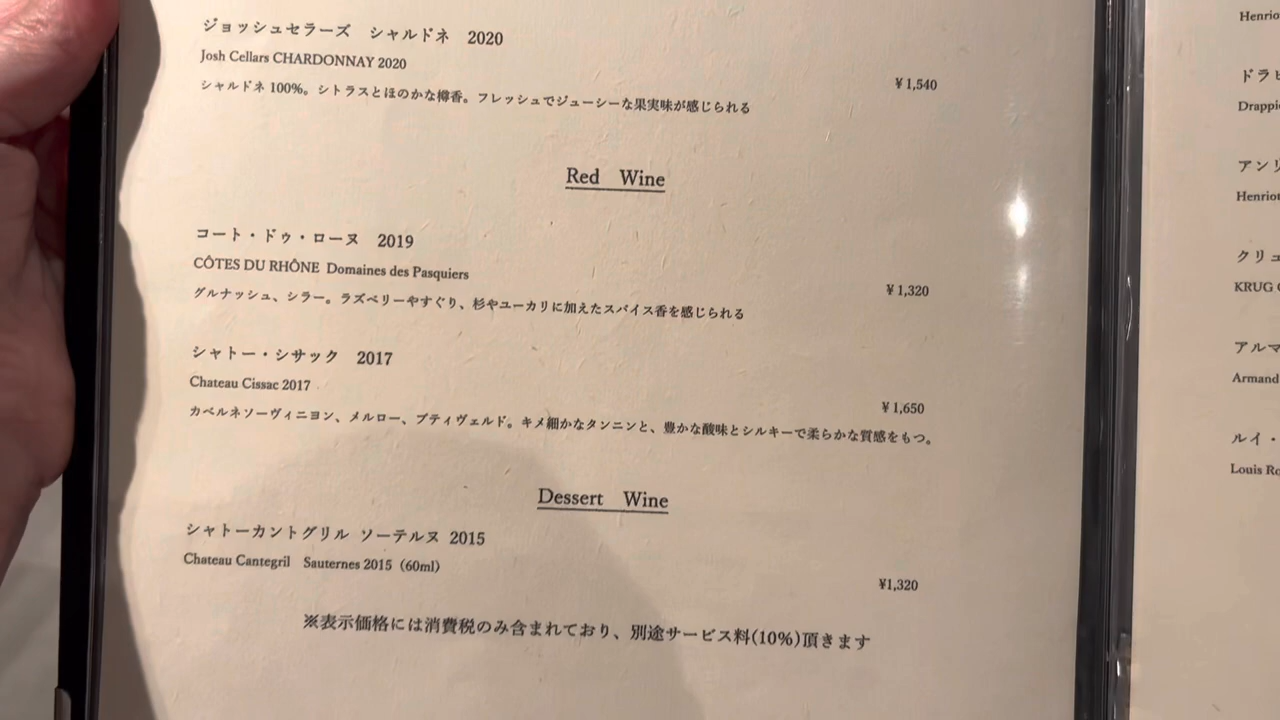 ジョッシュセラーズ シャルドネ 2020
Josh Cellars CHARDONNAY 2020
¥1,540
シャルドネ 100%。シトラスとほのかな樽香。フレッシュでジューシーな果実味が感じられる
Red Wine
コート・ドゥ・ローヌ 2019
CÔTES DU RHÔNE Domaines des Pasquiers
¥1,320
グルナッシュ、シラー。ラズベリーやすぐり、杉やユーカリに加えたスパイス香を感じられる
シャトー・シサック 2017
Chateau Cissac 2017
¥1,650
カベルネソーヴィニヨン、メルロー、プティヴェルド。キメ細かなタンニンと、豊かな酸味とシルキーで柔らかな質感をもつ。
Dessert Wine
シャトーカントグリル ソーテルヌ 2015
Chateau Cantegril Sauternes 2015（60ml）
¥1,320
※表示価格には消費税のみ含まれており、別途サービス料(10%)頂きます
Henrio
ドラピ
Drappi
アンリ
Henriot
クリュ
KRUG
アルマ
Armand
ルイ・
Louis Ro